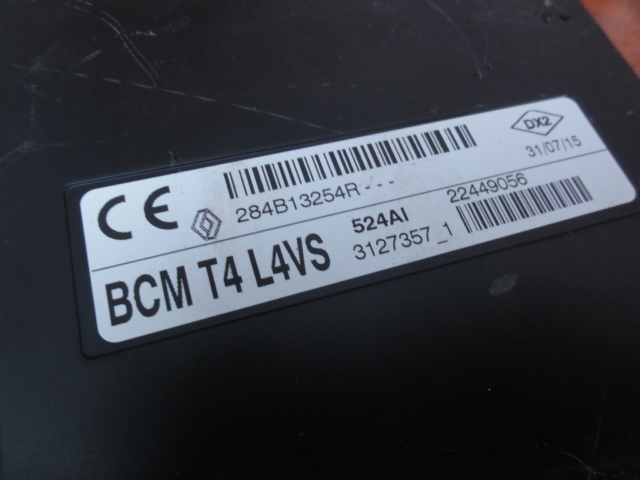 CE
284B13254R---
DX2
31/07/15
BCM T4 L4VS
524AI
3127357_1
22449056